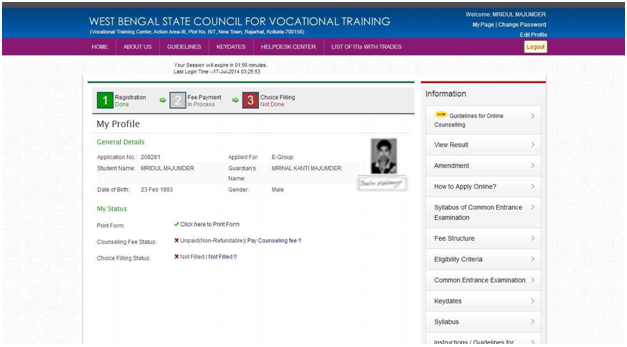 WEST BENGAL STATE COUNCIL FOR VOCATIONAL TRAINING
(Vocational Training Center, Action Area-III, Plot No. B/7, New Town, Rajarhat, Kolkata-700156)
Welcome: MRIDUL MAJUMDER
My Page | Change Password
Edit Profile
HOME ABOUT US GUIDELINES KEYDATES HELPDESK CENTER LIST OF ITIs WITH TRADES Logout
Your Session will expire in 01:56 minutes.
Last Login Time :-17-Jul-2014 03:25:53
1 Registration Done
2 Fee Payment In Process
3 Choice Filling Not Done
My Profile
General Details
Application No.: 208281 Applied For: E-Group
Student Name: MRIDUL MAJUMDER Guardian's Name: MRINAL KANTI MAJUMDER
Date of Birth: 23 Feb 1993 Gender: Male
My Status
Print Form: Click here to Print Form
Counseling Fee Status: Unpaid(Non-Refundable)| Pay Counseling fee !!
Choice Filling Status: Not Filled | Not Filled !!
Information
Guidelines for Online Counselling
View Result
Amendment
How to Apply Online?
Syllabus of Common Entrance Examination
Fee Structure
Eligibility Criteria
Common Entrance Examination
Keydates
Syllabus
Instructions / Guidelines for